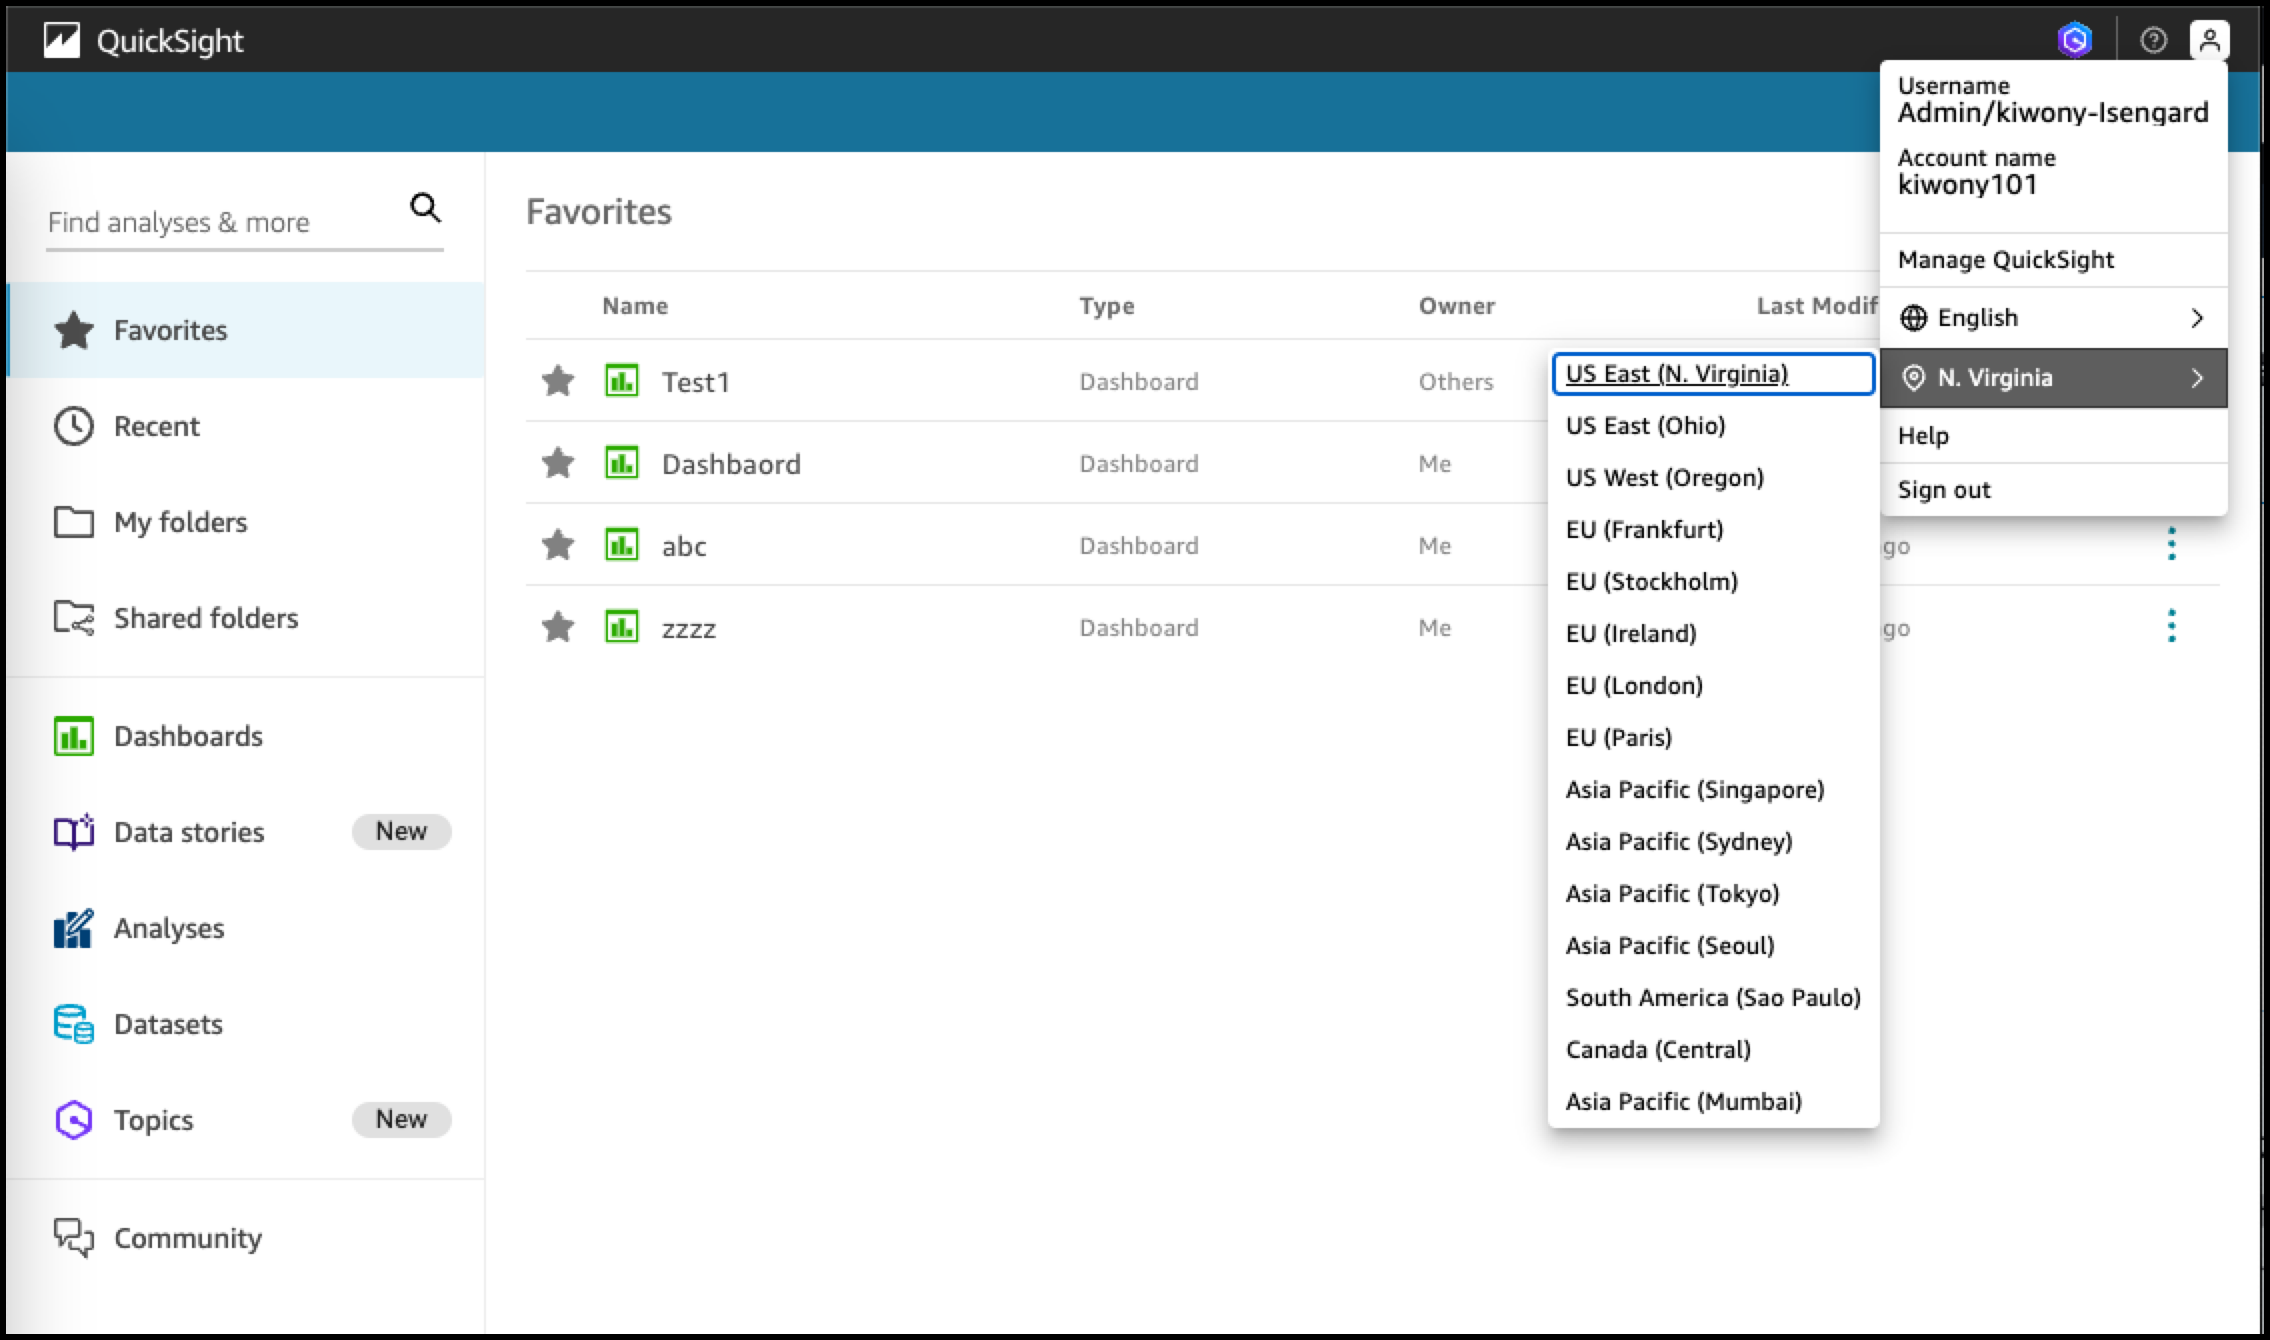 QuickSight
Username
Admin/kiwony-Isengard
Account name
kiwony101
Manage QuickSight
English
N. Virginia
Help
Sign out
Find analyses & more
Favorites
Recent
My folders
Shared folders
Dashboards
Data stories New
Analyses
Datasets
Topics New
Community
Favorites
Name Type Owner Last Modif
Test1 Dashboard Others
Dashbaord Dashboard Me
abc Dashboard Me go
zzzz Dashboard Me go
US East (N. Virginia)
US East (Ohio)
US West (Oregon)
EU (Frankfurt)
EU (Stockholm)
EU (Ireland)
EU (London)
EU (Paris)
Asia Pacific (Singapore)
Asia Pacific (Sydney)
Asia Pacific (Tokyo)
Asia Pacific (Seoul)
South America (Sao Paulo)
Canada (Central)
Asia Pacific (Mumbai)